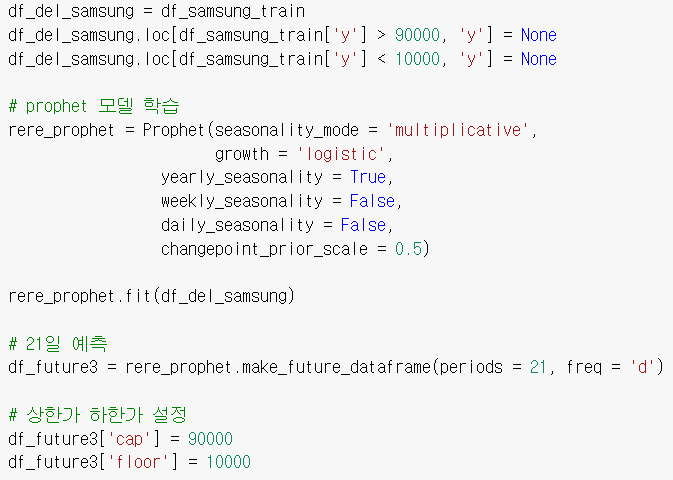 df_del_samsung = df_samsung_train
df_del_samsung.loc[df_samsung_train['y'] > 90000, 'y'] = None
df_del_samsung.loc[df_samsung_train['y'] < 10000, 'y'] = None
# prophet 모델 학습
rere_prophet = Prophet(seasonality_mode = 'multiplicative',
growth = 'logistic',
yearly_seasonality = True,
weekly_seasonality = False,
daily_seasonality = False,
changepoint_prior_scale = 0.5)
rere_prophet.fit(df_del_samsung)
# 21일 예측
df_future3 = rere_prophet.make_future_dataframe(periods = 21, freq = 'd')
# 상한가 하한가 설정
df_future3['cap'] = 90000
df_future3['floor'] = 10000